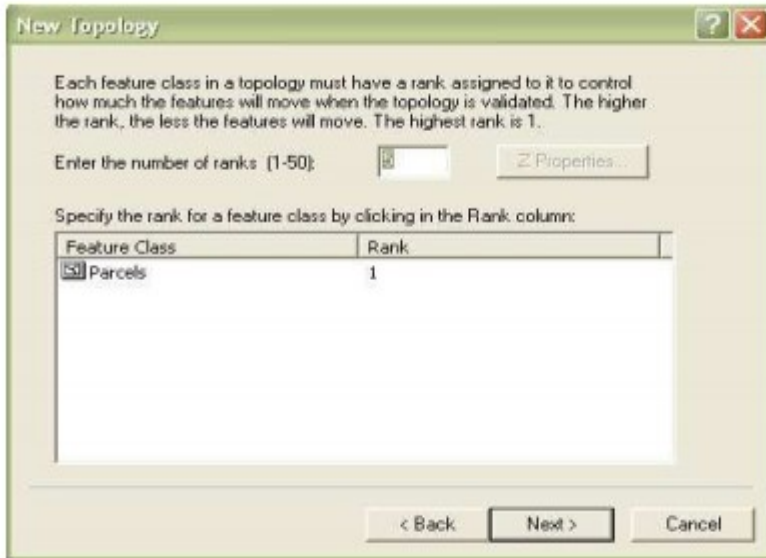 New Topology
Each feature class in a topology must have a rank assigned to it to control
how much the features will move when the topology is validated. The higher
the rank, the less the features will move. The highest rank is 1.
Enter the number of ranks (1-50):
Z Properties...
Specify the rank for a feature class by clicking in the Rank column:
Feature Class Rank
Parcels 1
< Back Next > Cancel